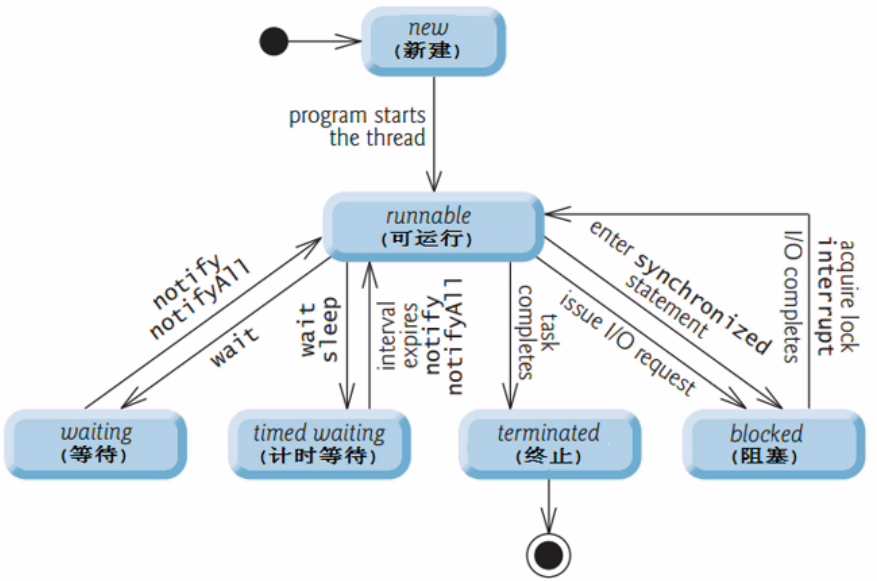 new
(新建)
program starts
the thread
runnable
(可运行)
notify
notifyAll
wait
wait
sleep
interval
expires
notify
notifyAll
task
completes
enter synchronized
statement
issue I/O request
acquire lock
interrupt
I/O completes
waiting
(等待)
timed waiting
(计时等待)
terminated
(终止)
blocked
(阻塞)